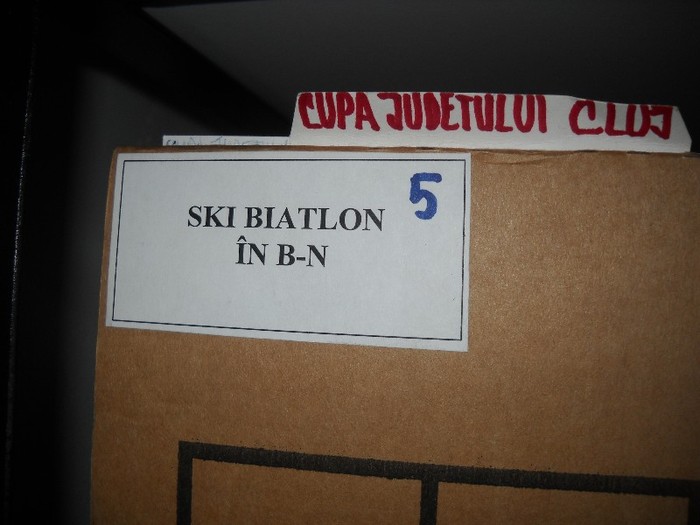 CUPA JUDETULUI CLUJ
SKI BIATLON
ÎN B-N
5